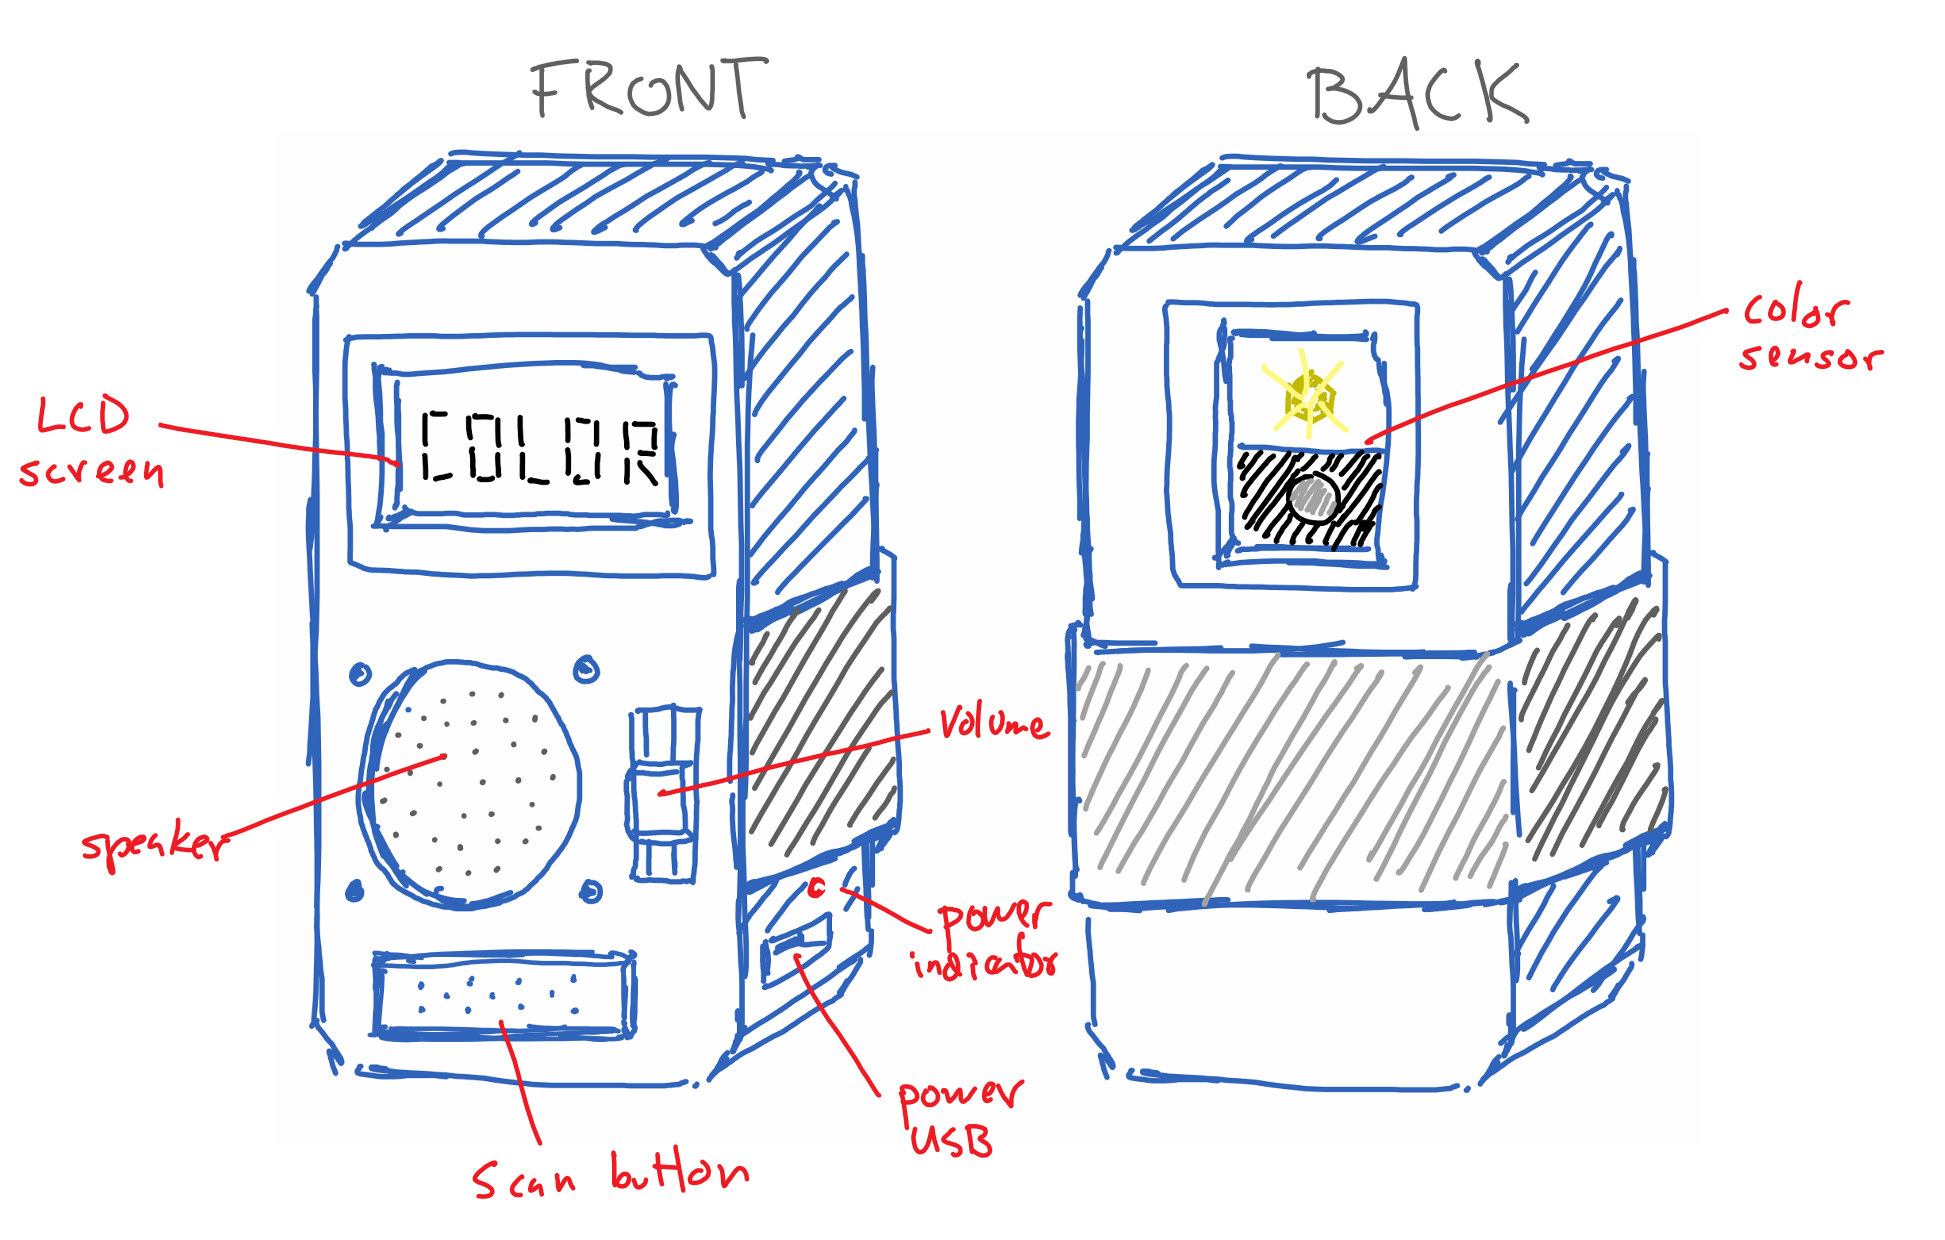 FRONT
BACK
LCD
screen
COLOR
color
sensor
Volume
speaker
power
indicator
power
USB
Scan button